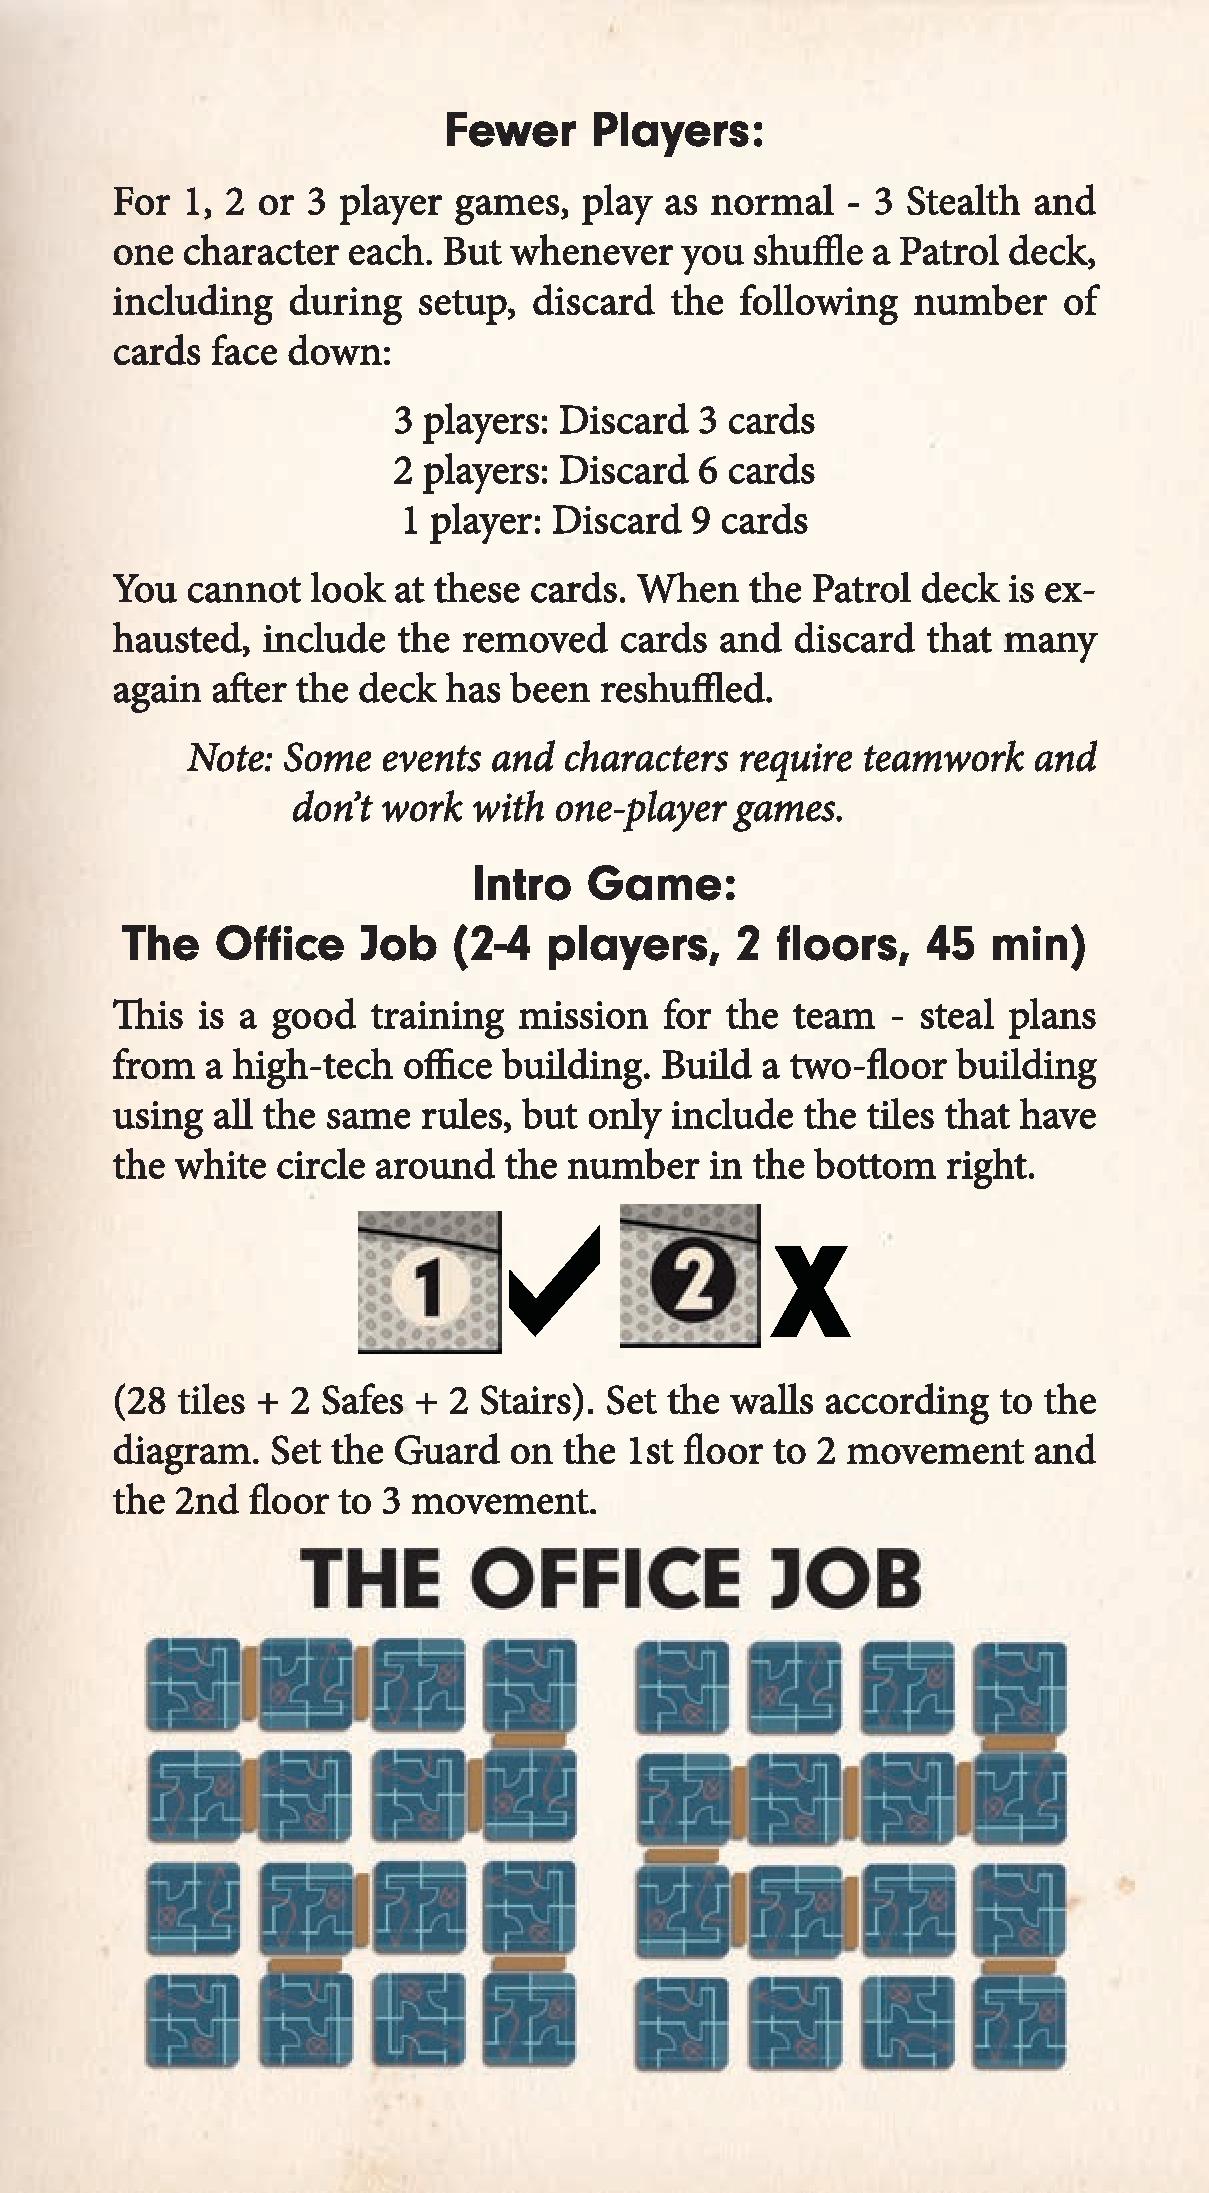 Fewer Players:
For 1, 2 or 3 player games, play as normal - 3 Stealth and
one character each. But whenever you shuffle a Patrol deck,
including during setup, discard the following number of
cards face down:
3 players: Discard 3 cards
2 players: Discard 6 cards
1 player: Discard 9 cards
You cannot look at these cards. When the Patrol deck is ex-
hausted, include the removed cards and discard that many
again after the deck has been reshuffled.
Note: Some events and characters require teamwork and
don't work with one-player games.
Intro Game:
The Office Job (2-4 players, 2 floors, 45 min)
This is a good training mission for the team - steal plans
from a high-tech office building. Build a two-floor building
using all the same rules, but only include the tiles that have
the white circle around the number in the bottom right.
1 2 X
(28 tiles + 2 Safes + 2 Stairs). Set the walls according to the
diagram. Set the Guard on the 1st floor to 2 movement and
the 2nd floor to 3 movement.
THE OFFICE JOB